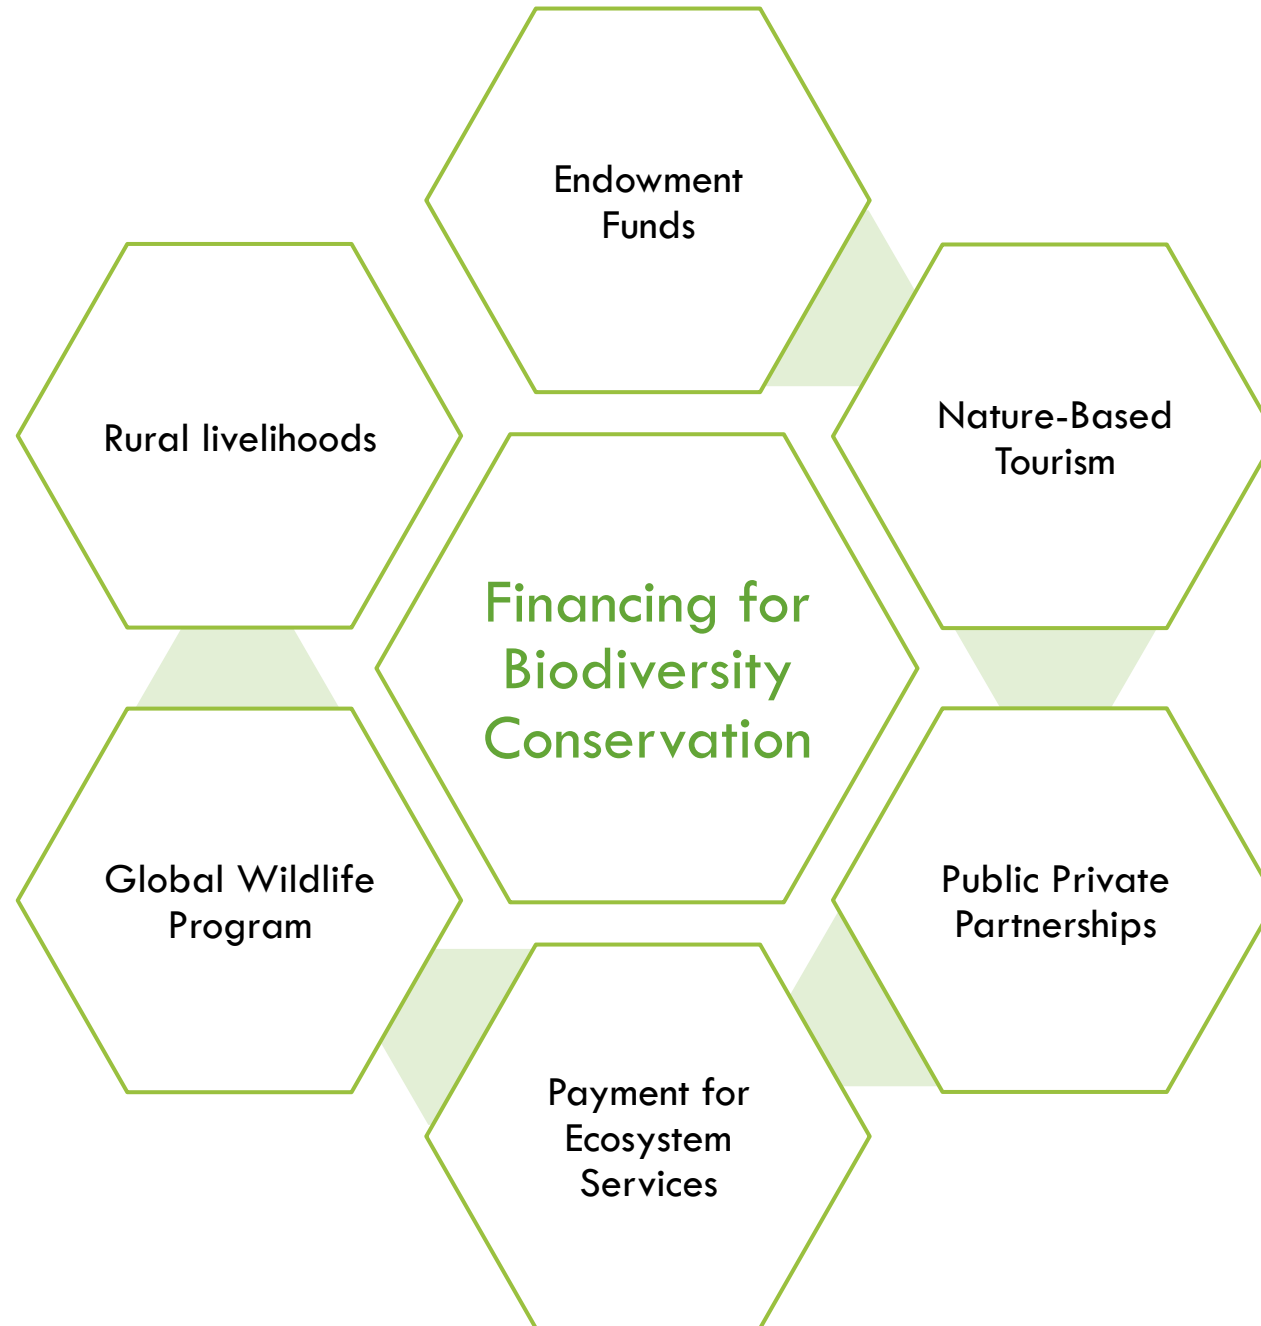 Endowment
Funds
Nature-Based
Tourism
Rural livelihoods
Financing for
Biodiversity
Conservation
Global Wildlife
Program
Public Private
Partnerships
Payment for
Ecosystem
Services